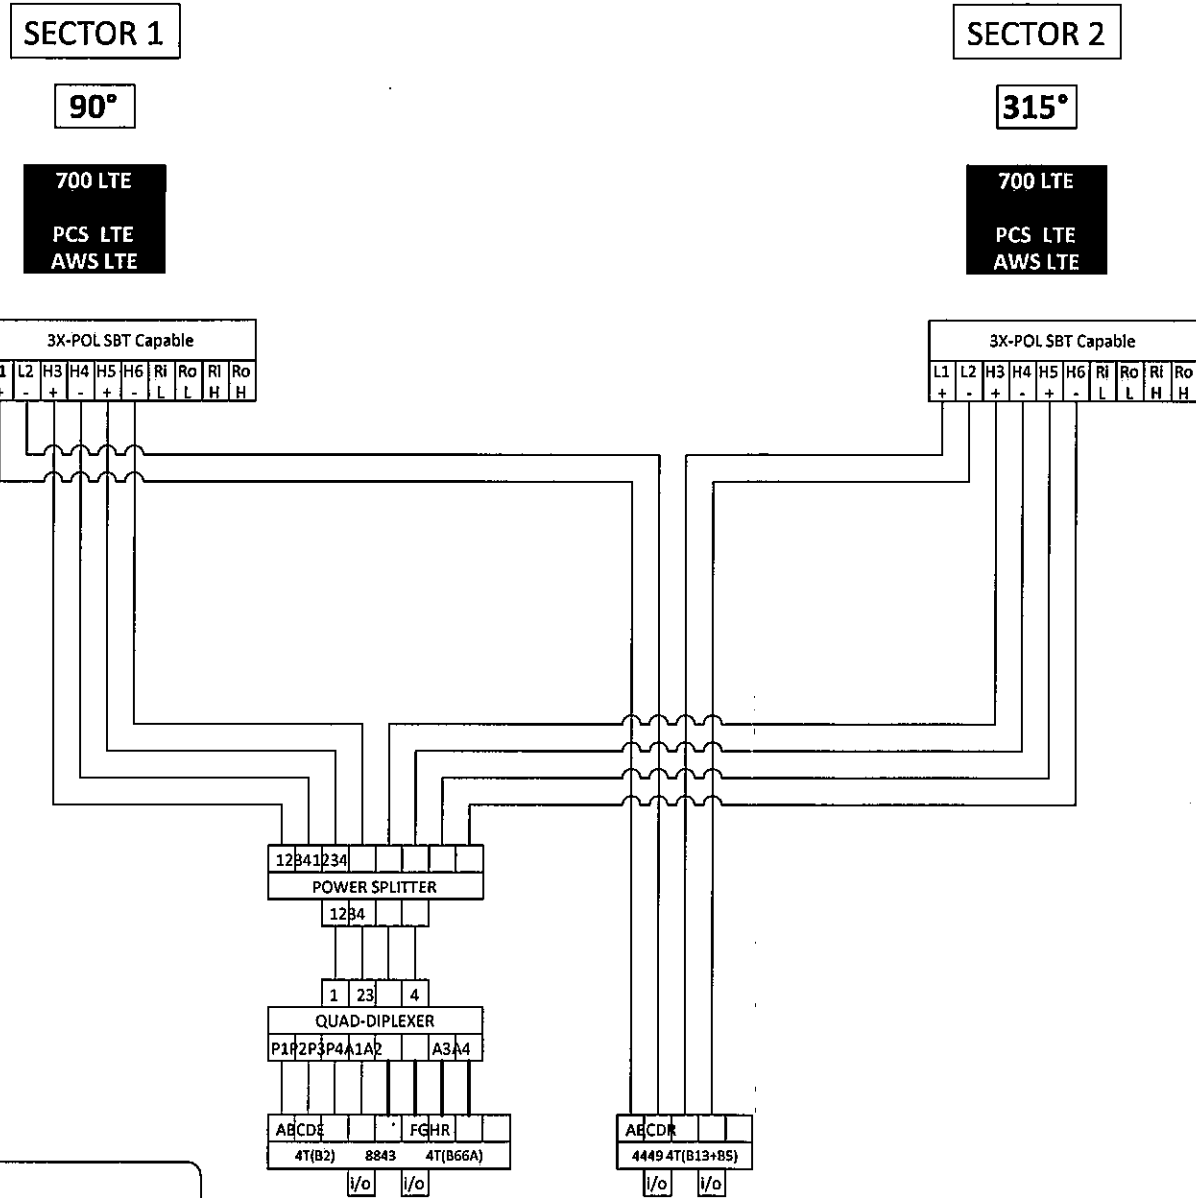 SECTOR 1
SECTOR 2
90°
315°
700 LTE
700 LTE
PCS LTE
PCS LTE
AWS LTE
AWS LTE
3X-POL SBT Capable
3X-POL SBT Capable
1 L2 H3 H4 H5 H6 Ri Ro Ri Ro
+ - + - + - L L H H
L1 L2 H3 H4 H5 H6 Ri Ro Ri Ro
+ - + - + - L L H H
12341234
POWER SPLITTER
1234
1 23 4
QUAD-DIPLEXER
P1P2P3P4A1A2 A3A4
ABCDE FGHR
ABCDR
4T(B2) 8843 4T(B66A)
4449 4T(B13+B5)
i/o i/o
i/o i/o